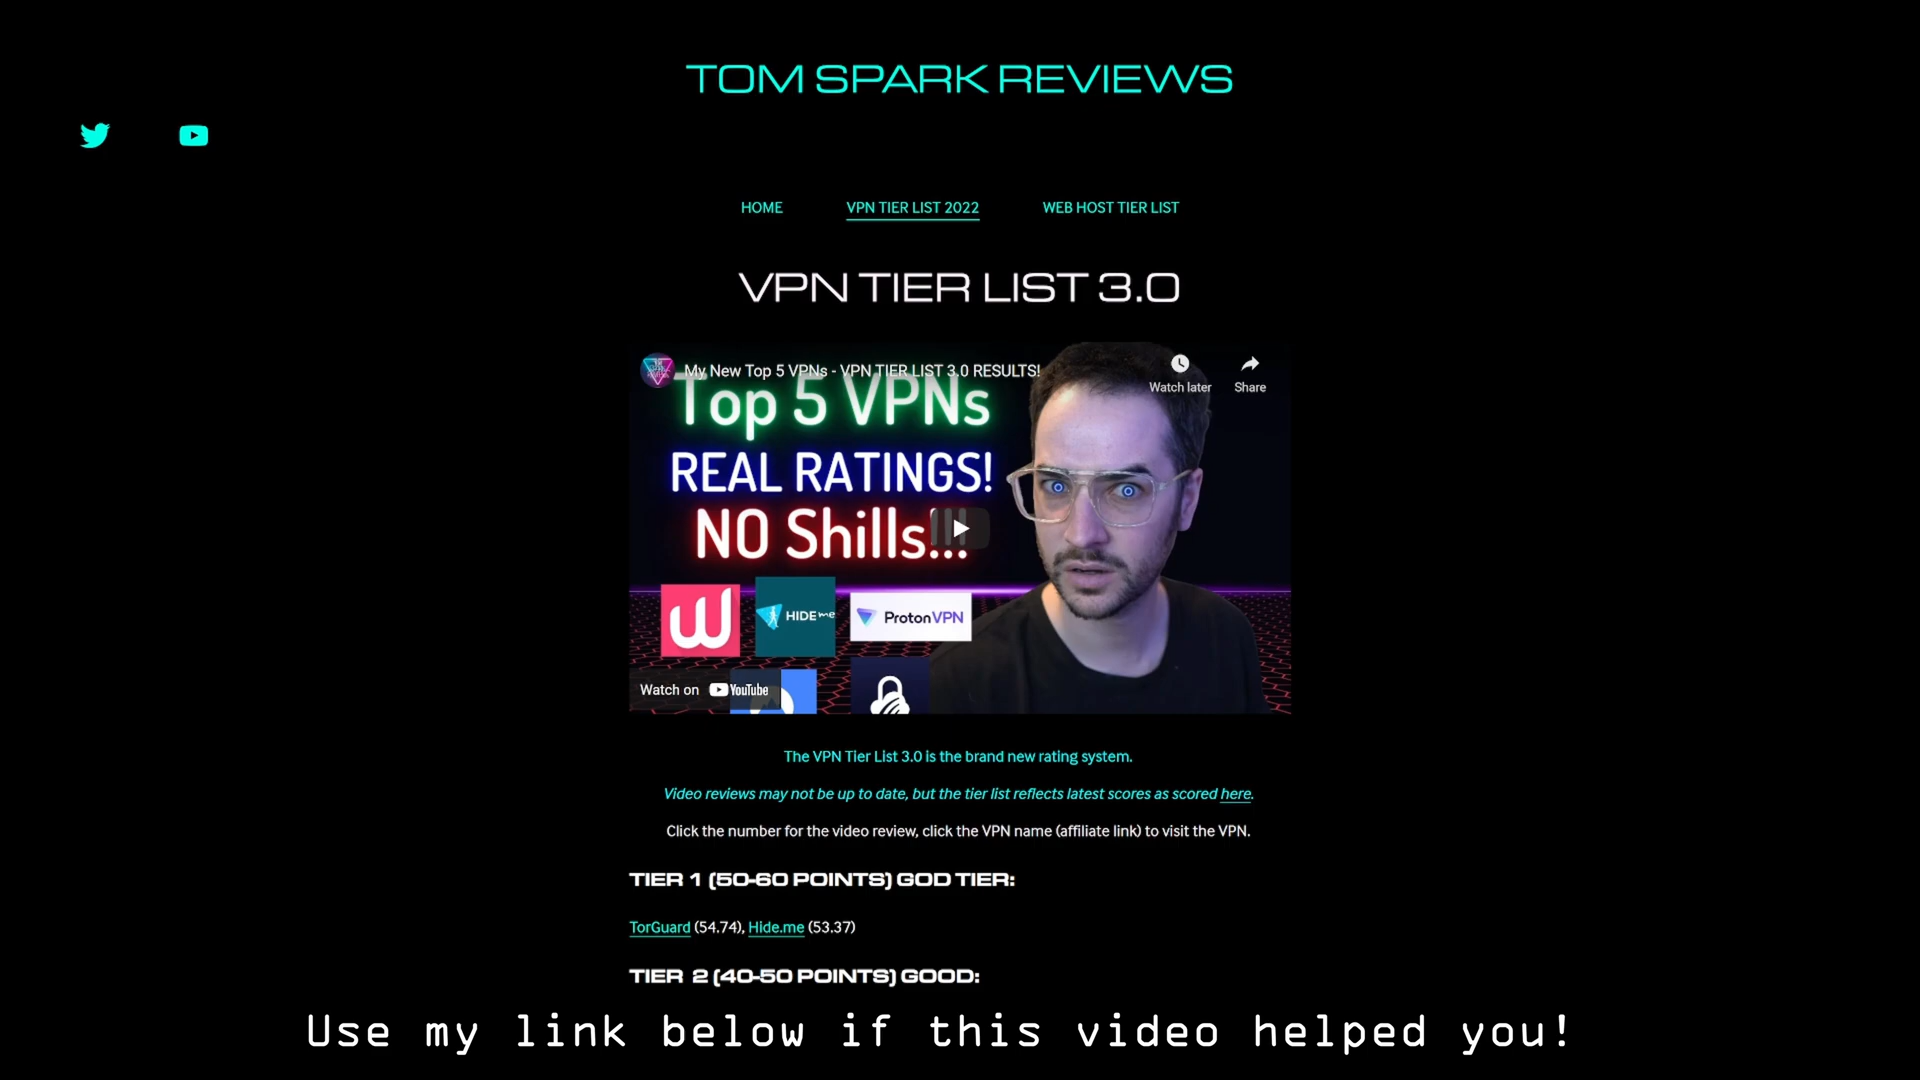 TOM SPARK REVIEWS
HOME VPN TIER LIST 2022 WEB HOST TIER LIST
VPN TIER LIST 3.0
My New Top 5 VPNs - VPN TIER LIST 3.0 RESULTS!
Watch later Share
Top 5 VPNs
REAL RATINGS!
NO Shills!!!
HIDE me ProtonVPN
Watch on YouTube
The VPN Tier List 3.0 is the brand new rating system.
Video reviews may not be up to date, but the tier list reflects latest scores as scored here.
Click the number for the video review, click the VPN name (affiliate link) to visit the VPN.
TIER 1 (50-60 POINTS) GOD TIER:
TorGuard (54.74), Hide.me (53.37)
TIER 2 (40-50 POINTS) GOOD:
Use my link below if this video helped you!